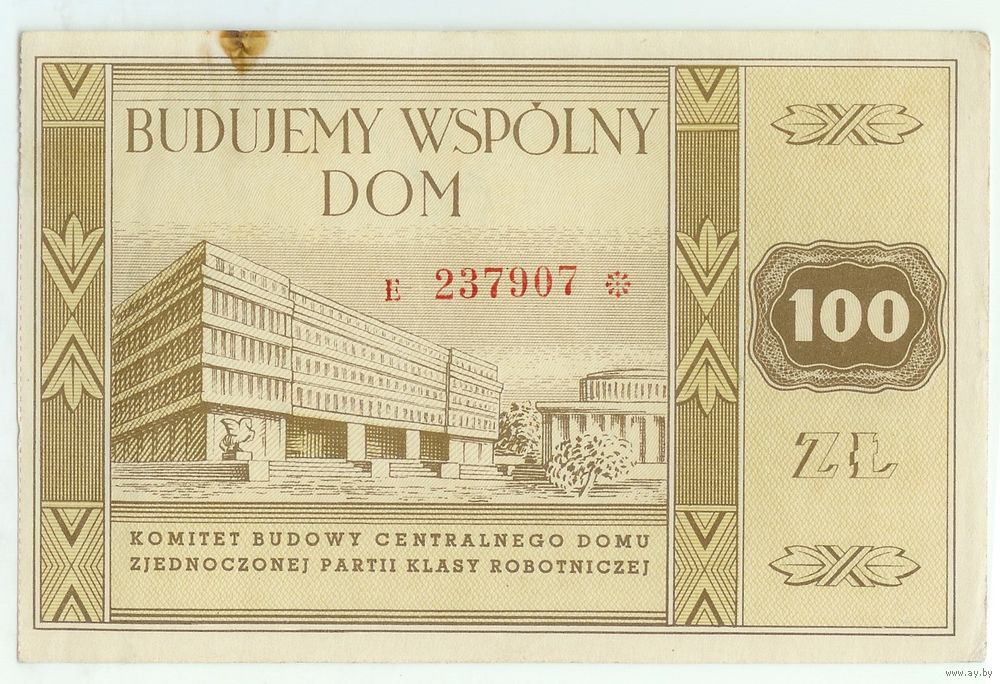 BUDUJEMY WSPÓLNY
DOM
E 237907
100
ZŁ
KOMITET BUDOWY CENTRALNEGO DOMU
ZJEDNOCZONEJ PARTII KLASY ROBOTNICZEJ
www.ay.by